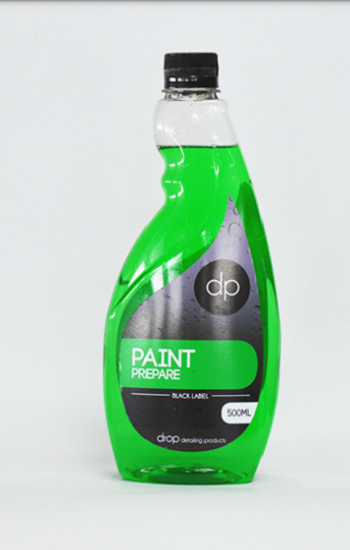 dp
PAINT
PREPARE
BLACK LABEL
500ML
drop detailing products